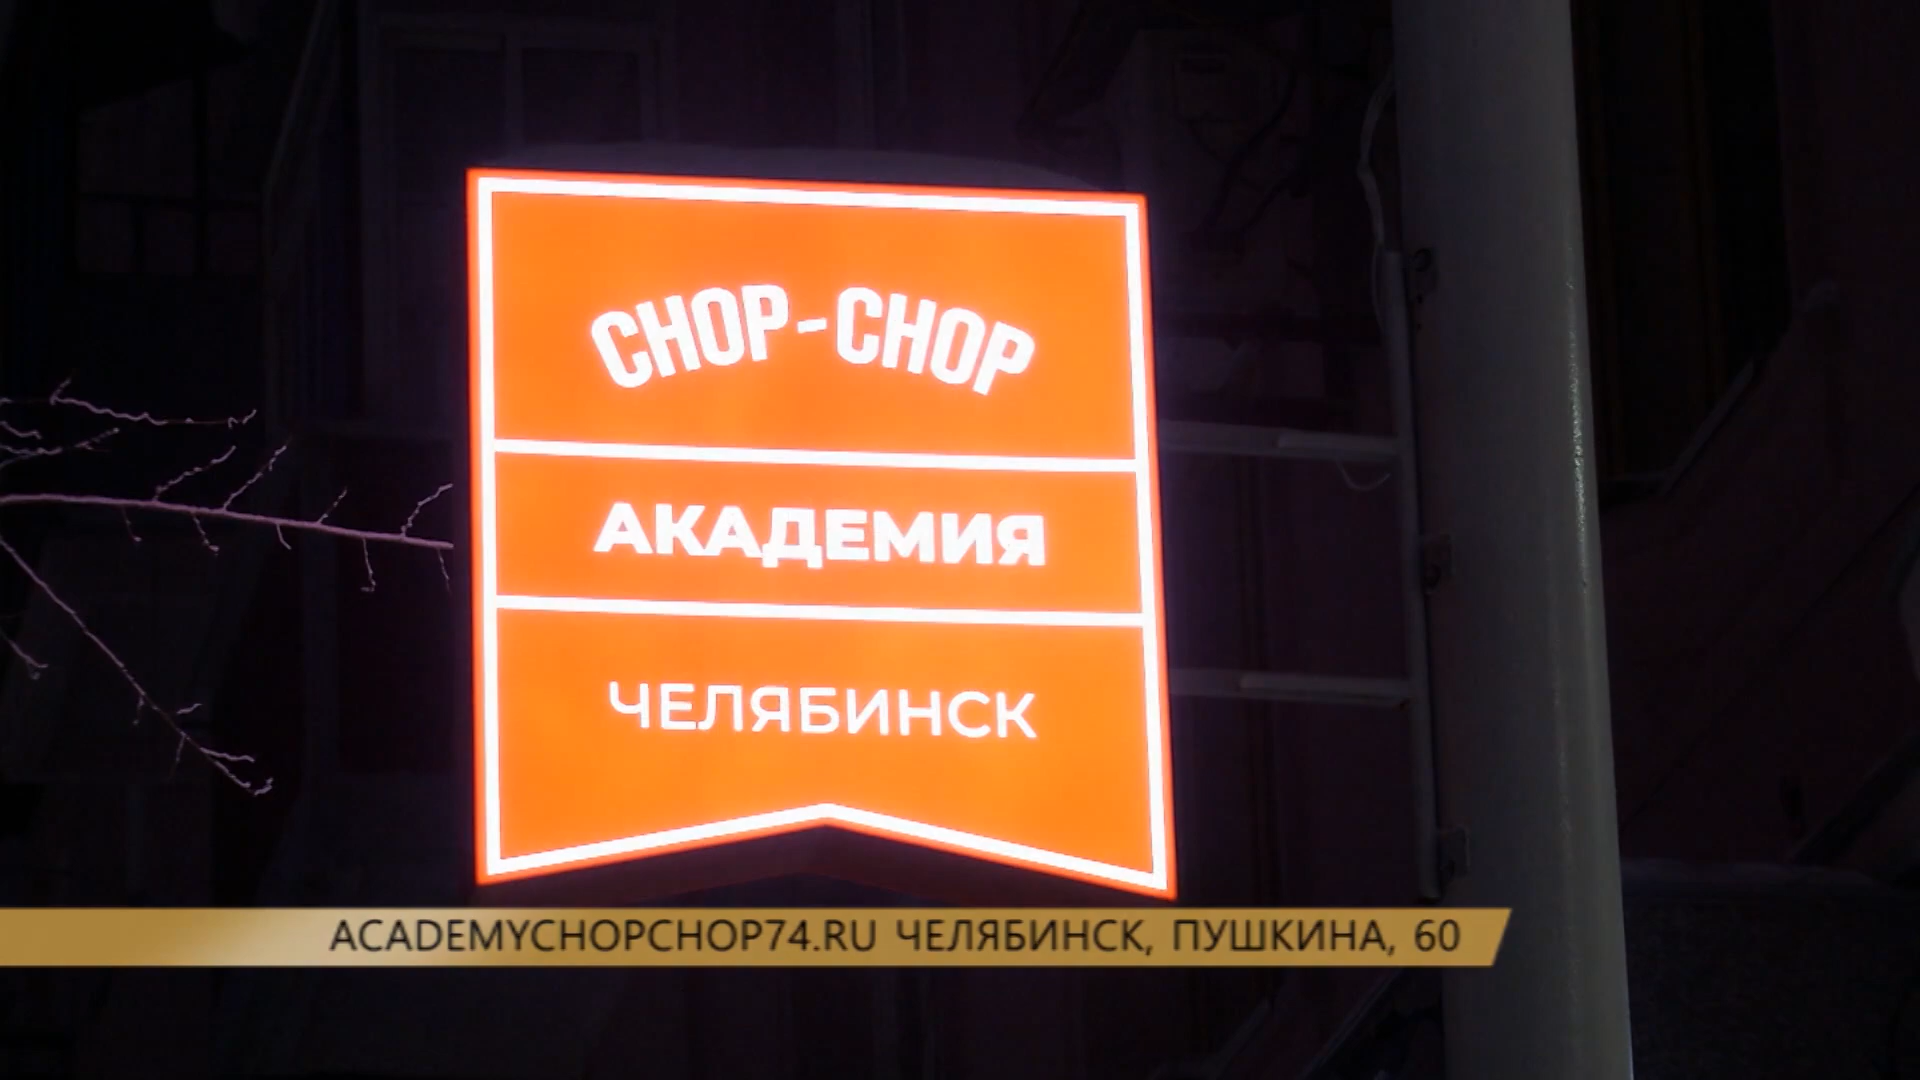 CHOP-CHOP
АКАДЕМИЯ
ЧЕЛЯБИНСК
ACADEMYCHOPCHOP74.RU ЧЕЛЯБИНСК, ПУШКИНА, 60